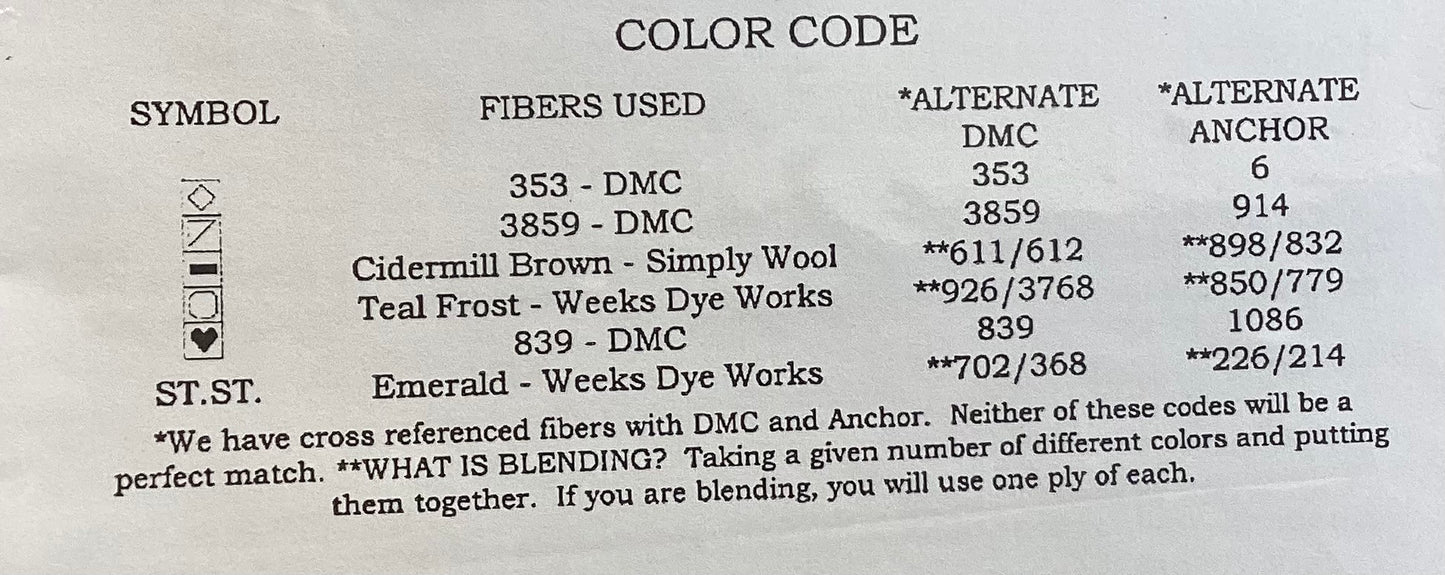 COLOR CODE
SYMBOL FIBERS USED *ALTERNATE DMC *ALTERNATE ANCHOR
353 - DMC 353 6
3859 - DMC 3859 914
Cidermill Brown - Simply Wool **611/612 **898/832
Teal Frost - Weeks Dye Works **926/3768 **850/779
839 - DMC 839 1086
ST.ST. Emerald - Weeks Dye Works **702/368 **226/214
*We have cross referenced fibers with DMC and Anchor. Neither of these codes will be a
perfect match. **WHAT IS BLENDING? Taking a given number of different colors and putting
them together. If you are blending, you will use one ply of each.